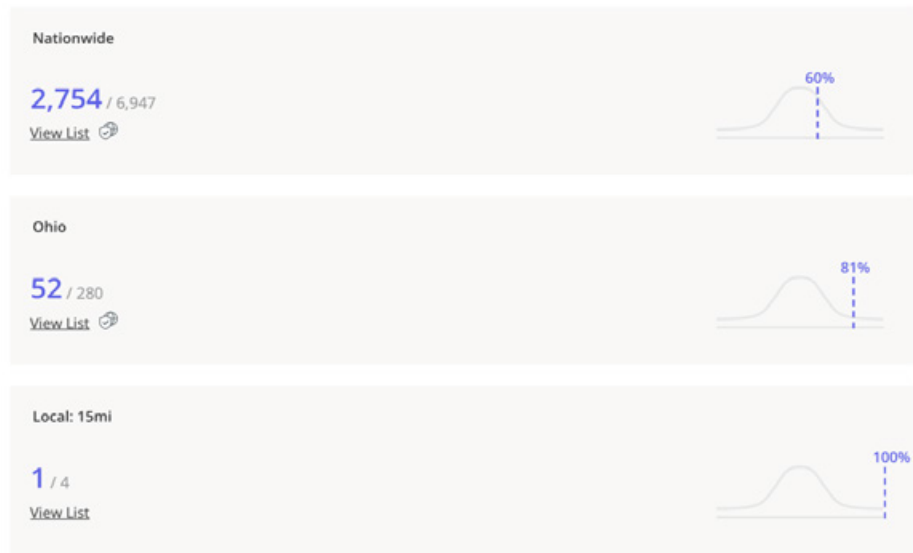 Nationwide
60%
2,754 / 6,947
View List
Ohio
81%
52 / 280
View List
Local: 15mi
100%
1 / 4
View List